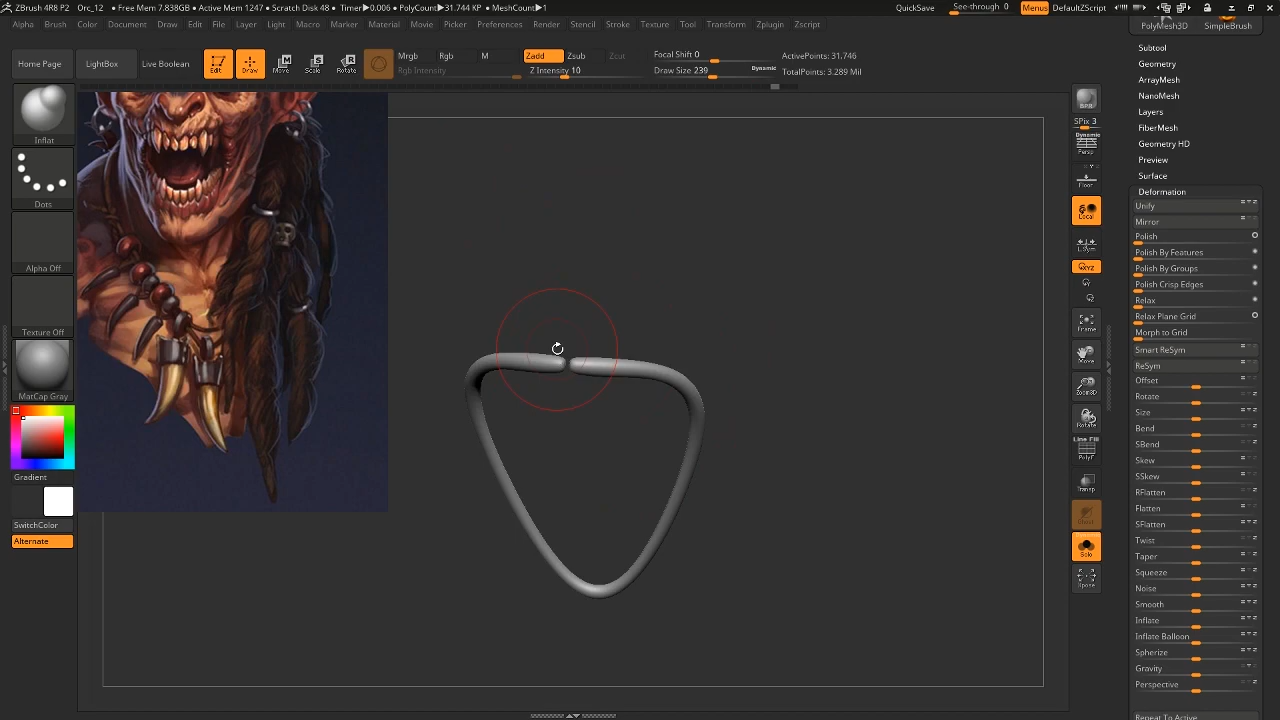 ZBrush 4R8 P2 Orc_12 • Free Mem 7.838GB • Active Mem 1247 • Scratch Disk 48 • Timer▶0.006 • PolyCount▶31.744 KP • MeshCount▶1 QuickSave See-through 0 Menus DefaultZScript
Alpha Brush Color Document Draw Edit File Layer Light Macro Marker Material Movie Picker Preferences Render Stencil Stroke Texture Tool Transform Zplugin Zscript
Home Page LightBox Live Boolean
Edit Draw Move Scale Rotate
Mrgb Rgb M Zadd Zsub Zcut
Rgb Intensity Z Intensity 10
Focal Shift 0
Draw Size 239 Dynamic
ActivePoints: 31,746
TotalPoints: 3.289 Mil
Inflat
Dots
Alpha Off
Texture Off
MatCap Gray
Gradient
SwitchColor
Alternate
BPR
SPix 3
Dynamic
Persp
Floor
Local
L.Sym
XYZ
Frame
Move
Zoom3D
Rotate
Line Fill
PolyF
Transp
Solo
Xpose
PolyMesh3D SimpleBrush
Subtool
Geometry
ArrayMesh
NanoMesh
Layers
FiberMesh
Geometry HD
Preview
Surface
Deformation
Unify
Mirror
Polish
Polish By Features
Polish By Groups
Polish Crisp Edges
Relax
Relax Plane Grid
Morph to Grid
Smart ReSym
ReSym
Offset
Rotate
Size
Bend
SBend
Skew
SSkew
RFlatten
Flatten
SFlatten
Twist
Taper
Squeeze
Noise
Smooth
Inflate
Inflate Balloon
Spherize
Gravity
Perspective
Repeat To Active